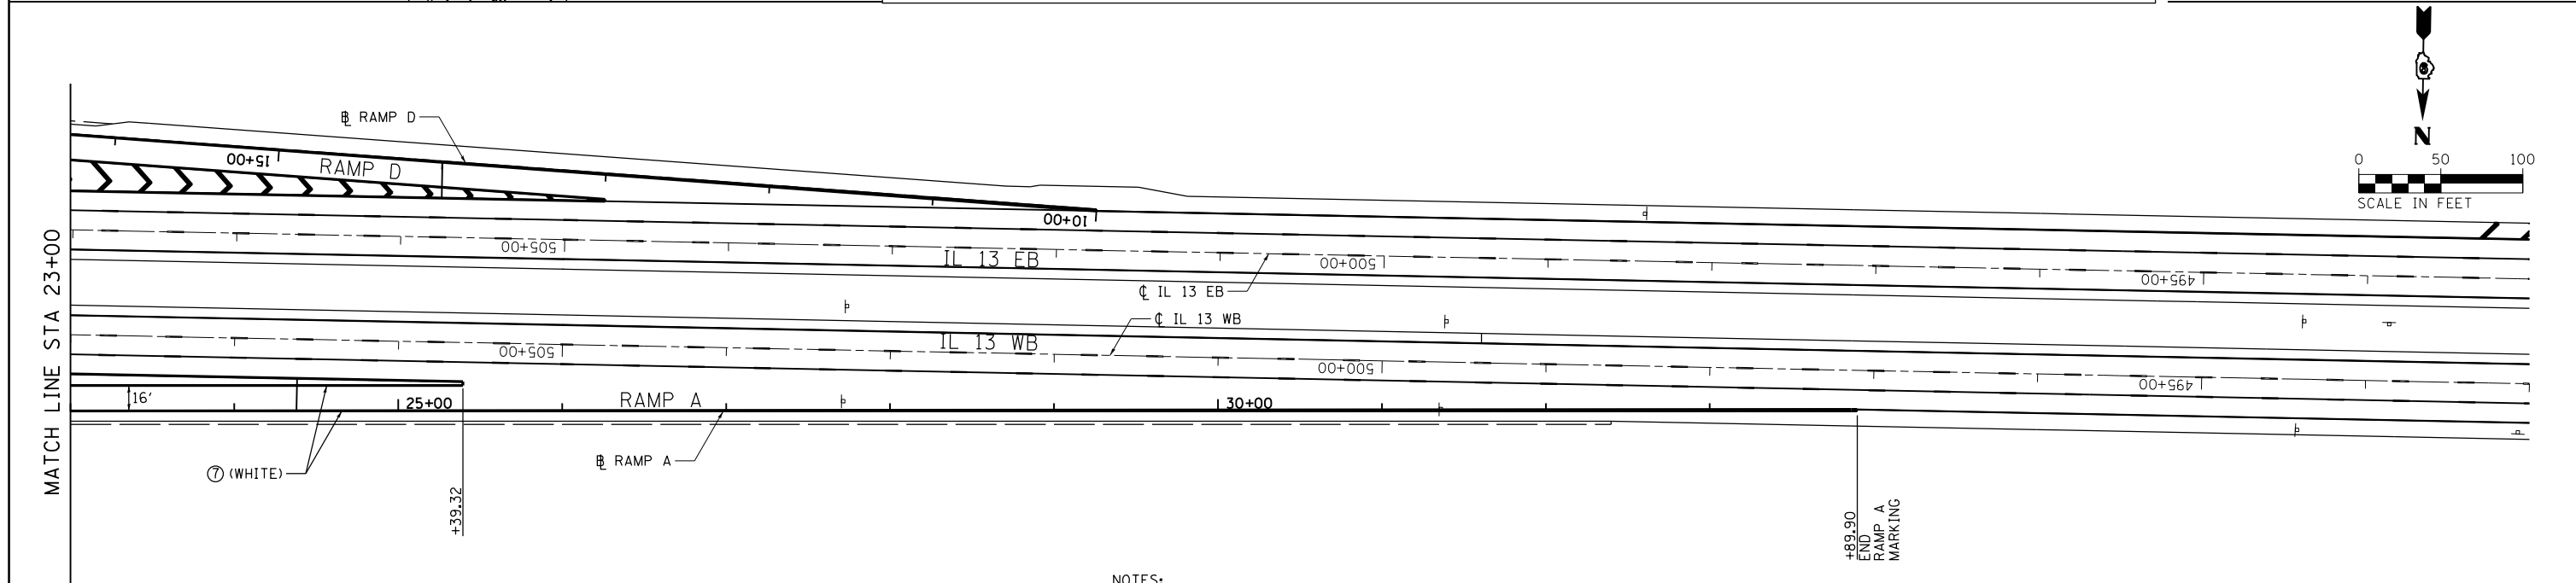 MATCH LINE STA 23+00
℄ RAMP D
15+00
RAMP D
10+00
505+00
IL 13 EB
500+00
495+00
℄ IL 13 EB
℄ IL 13 WB
505+00
IL 13 WB
500+00
495+00
16'
25+00
RAMP A
30+00
7 (WHITE)
℄ RAMP A
+39.32
+89.90
END
RAMP A
MARKING
N
0 50 100
SCALE IN FEET
NOTES: